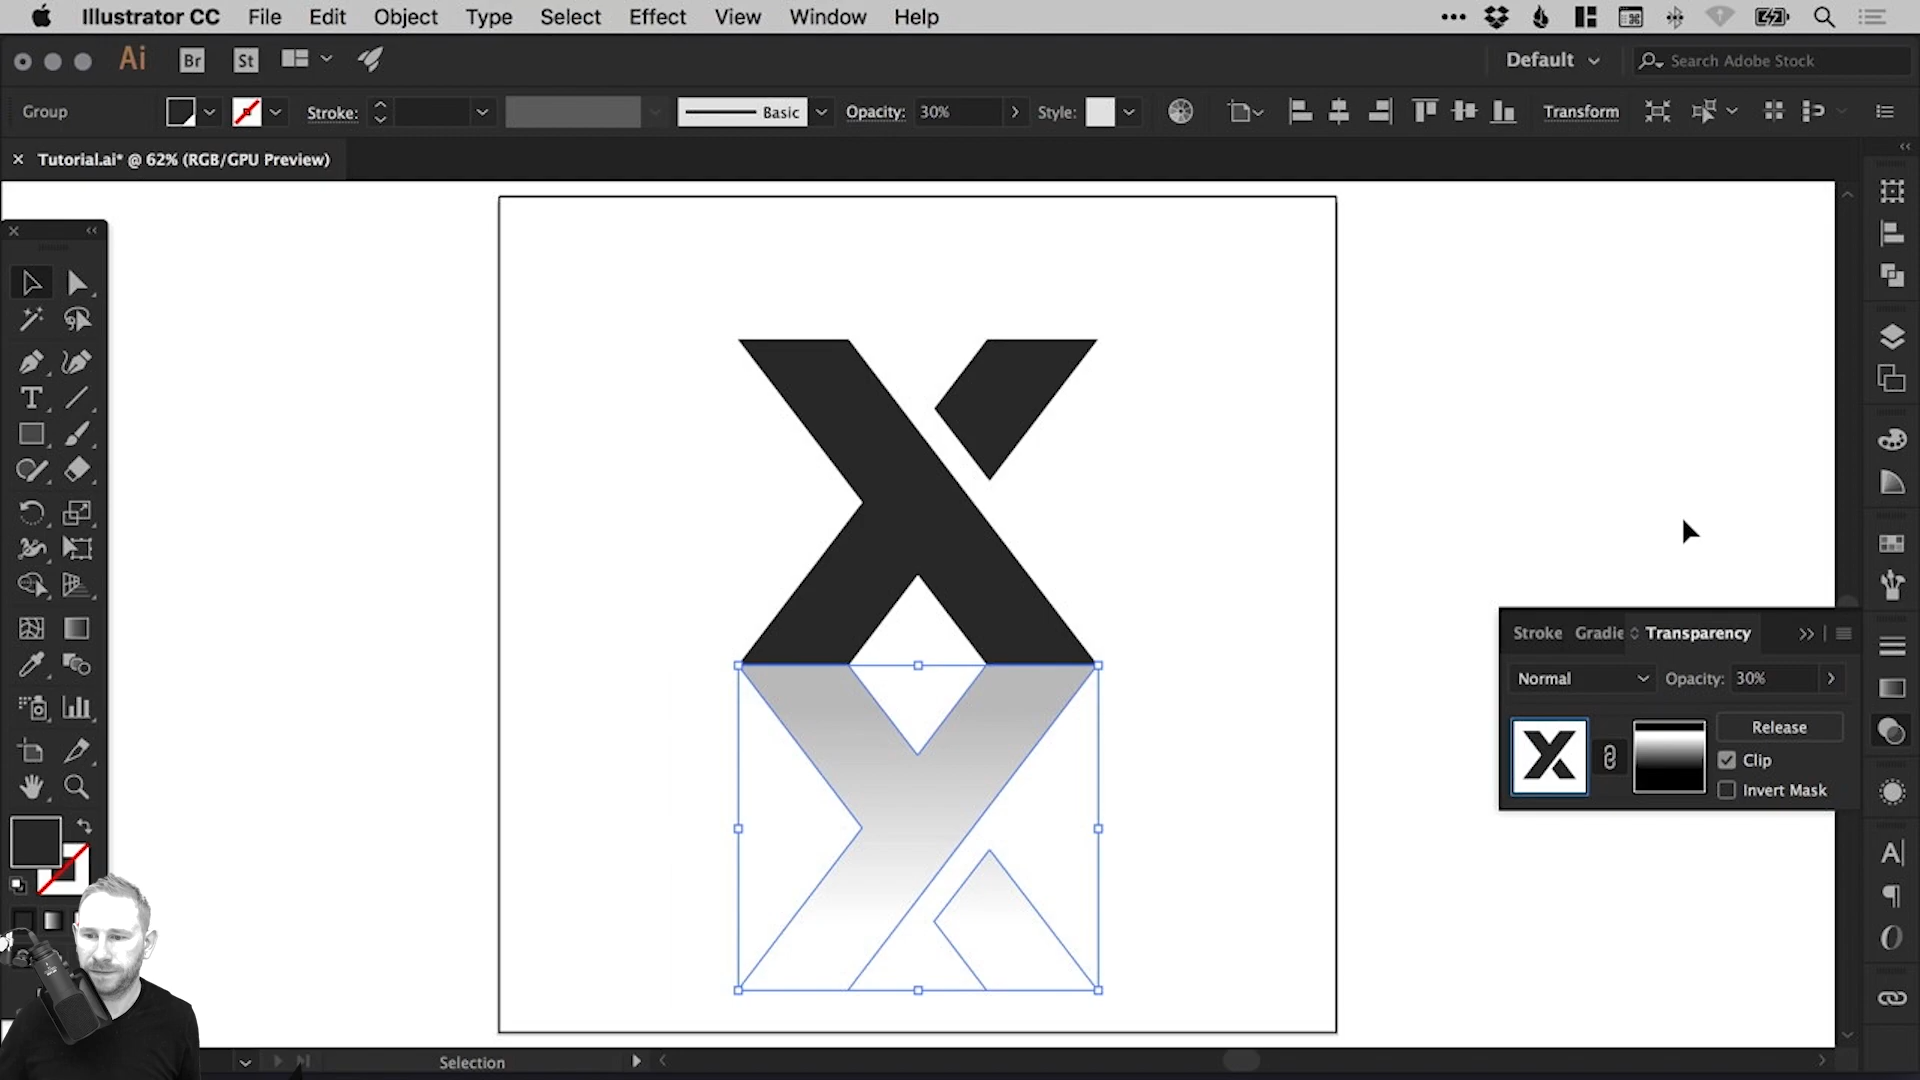 Illustrator CC File Edit Object Type Select Effect View Window Help
Ai Br St Default Search Adobe Stock
Group Stroke: Basic Opacity: 30% Style: Transform
× Tutorial.ai* @ 62% (RGB/GPU Preview)
Stroke Gradie Transparency
Normal Opacity: 30%
Release
Clip
Invert Mask
Selection